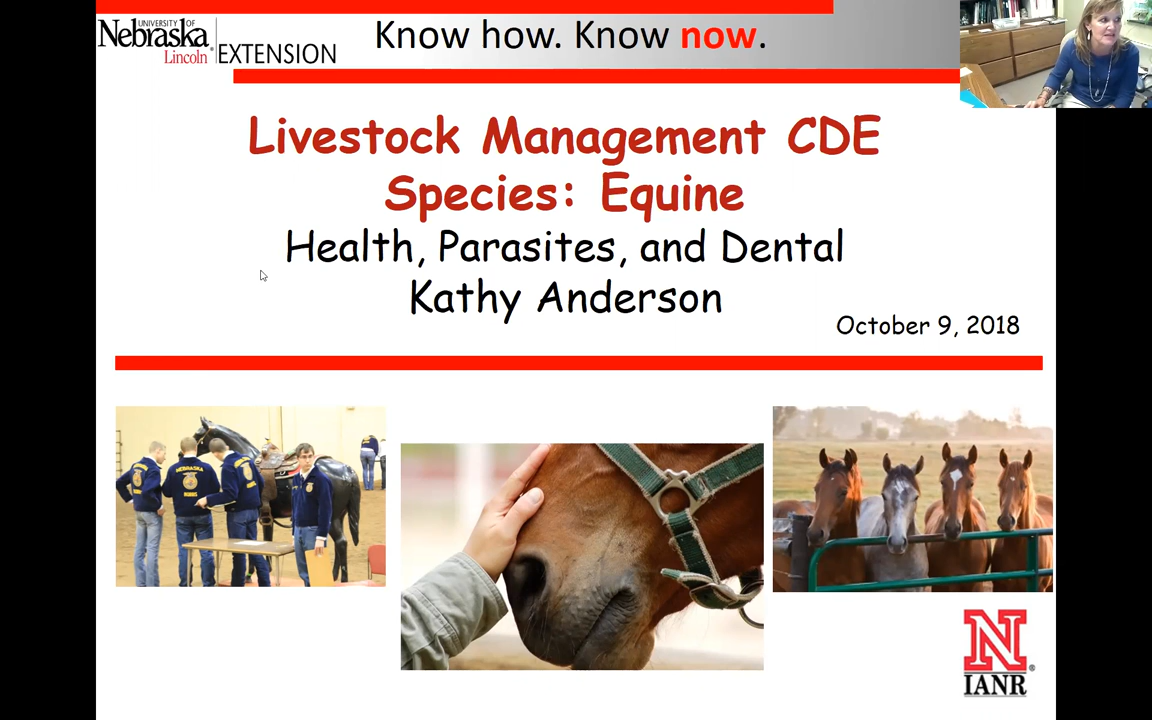 UNIVERSITY OF
Nebraska
Lincoln®
EXTENSION
Know how. Know now.
Livestock Management CDE
Species: Equine
Health, Parasites, and Dental
Kathy Anderson
October 9, 2018
NEBRASKA
N
IANR®